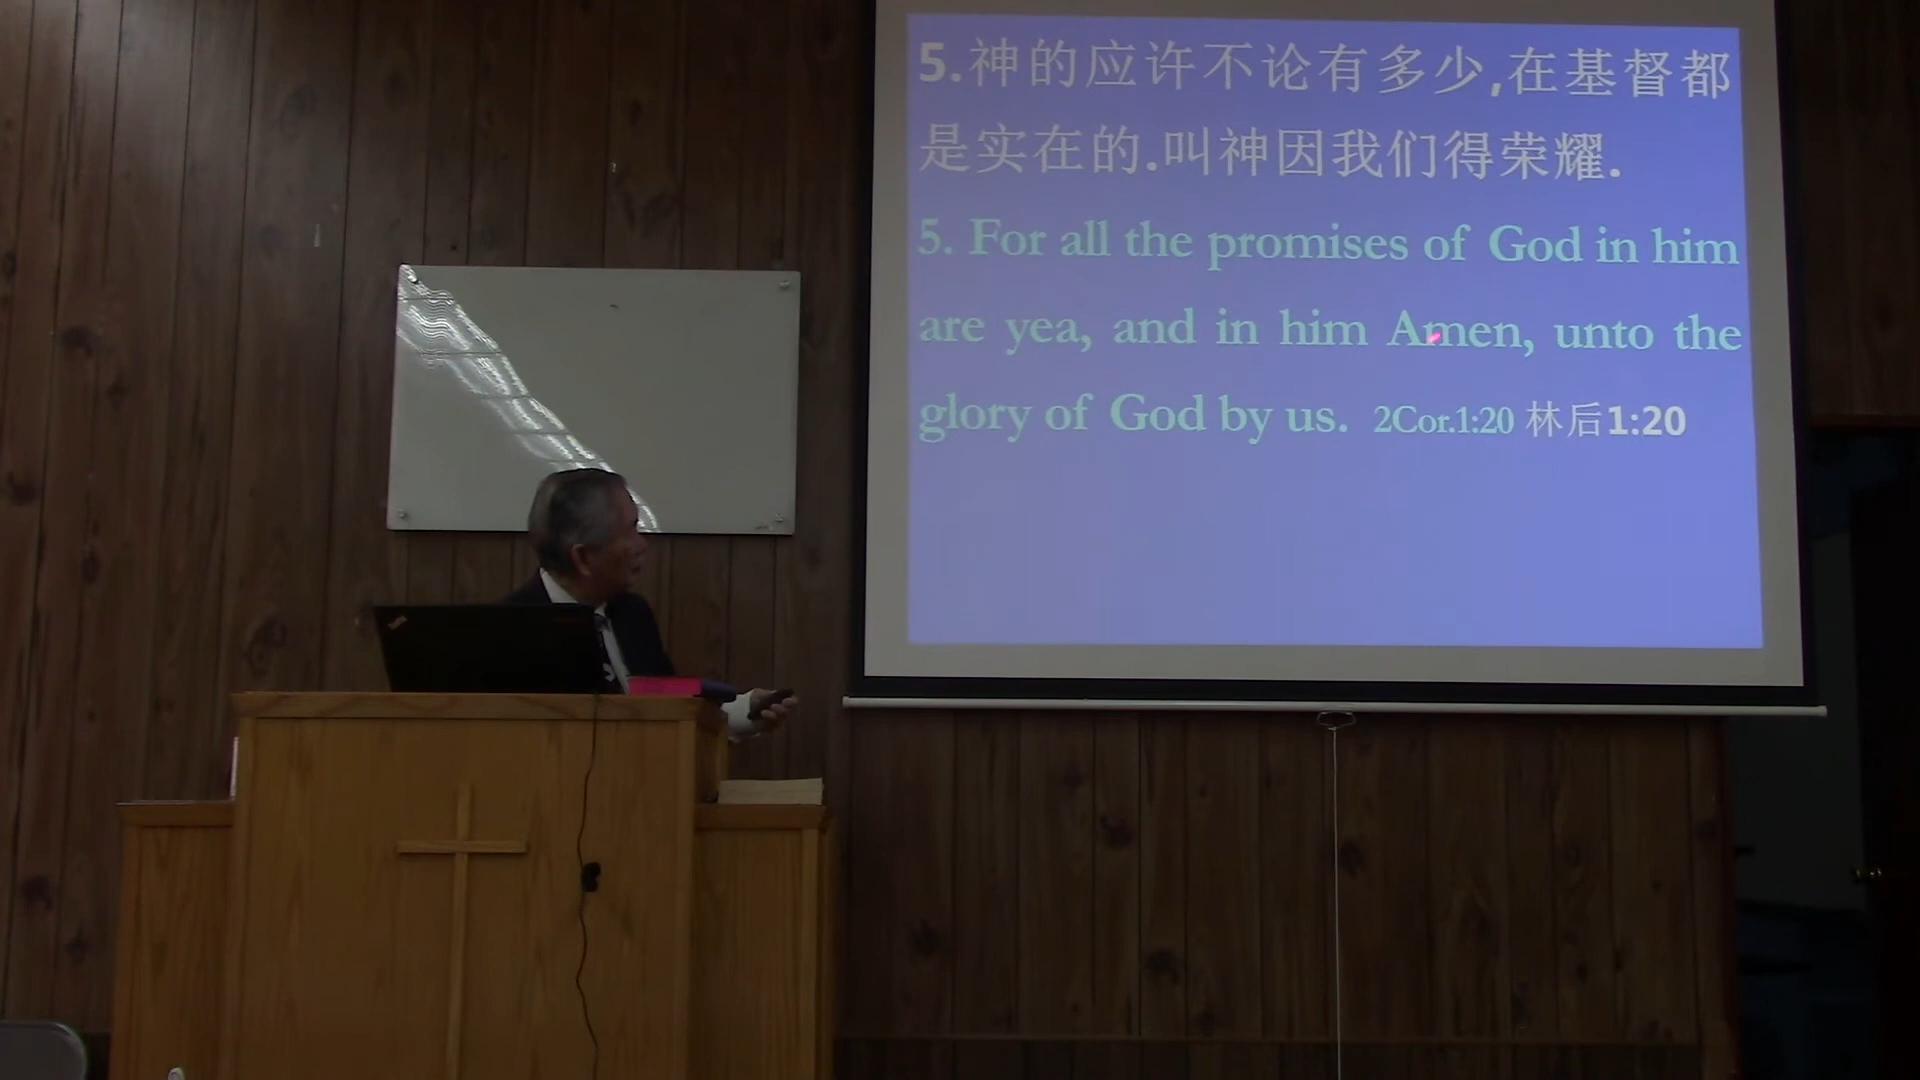 5.神的应许不论有多少,在基督都
是实在的.叫神因我们得荣耀.
5. For all the promises of God in him
are yea, and in him Amen, unto the
glory of God by us. 2Cor.1:20 林后1:20